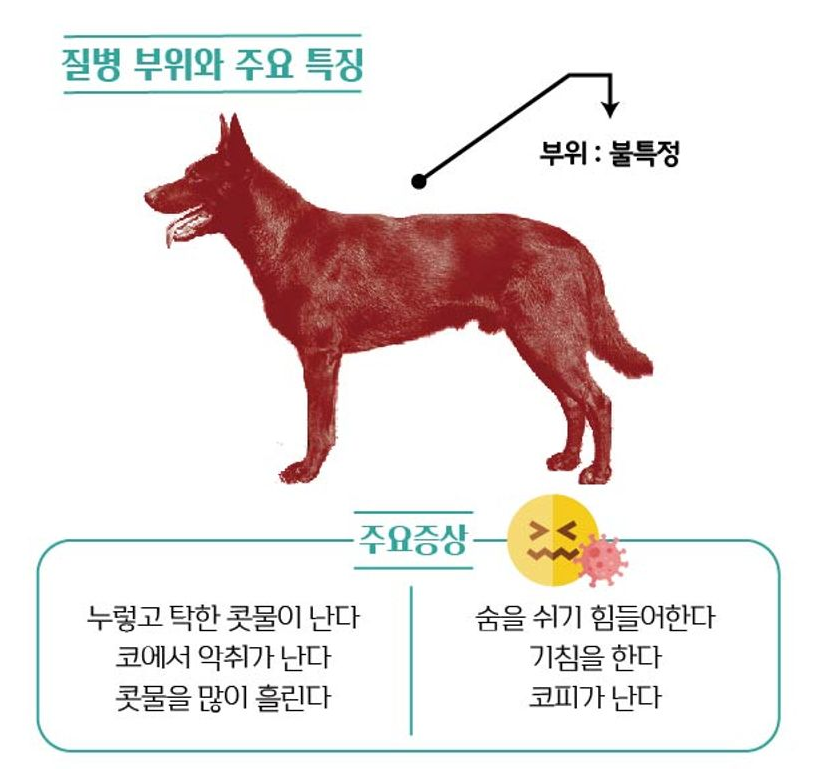 질병 부위와 주요 특징
부위 : 불특정
주요증상
누렇고 탁한 콧물이 난다
코에서 악취가 난다
콧물을 많이 흘린다
숨을 쉬기 힘들어한다
기침을 한다
코피가 난다